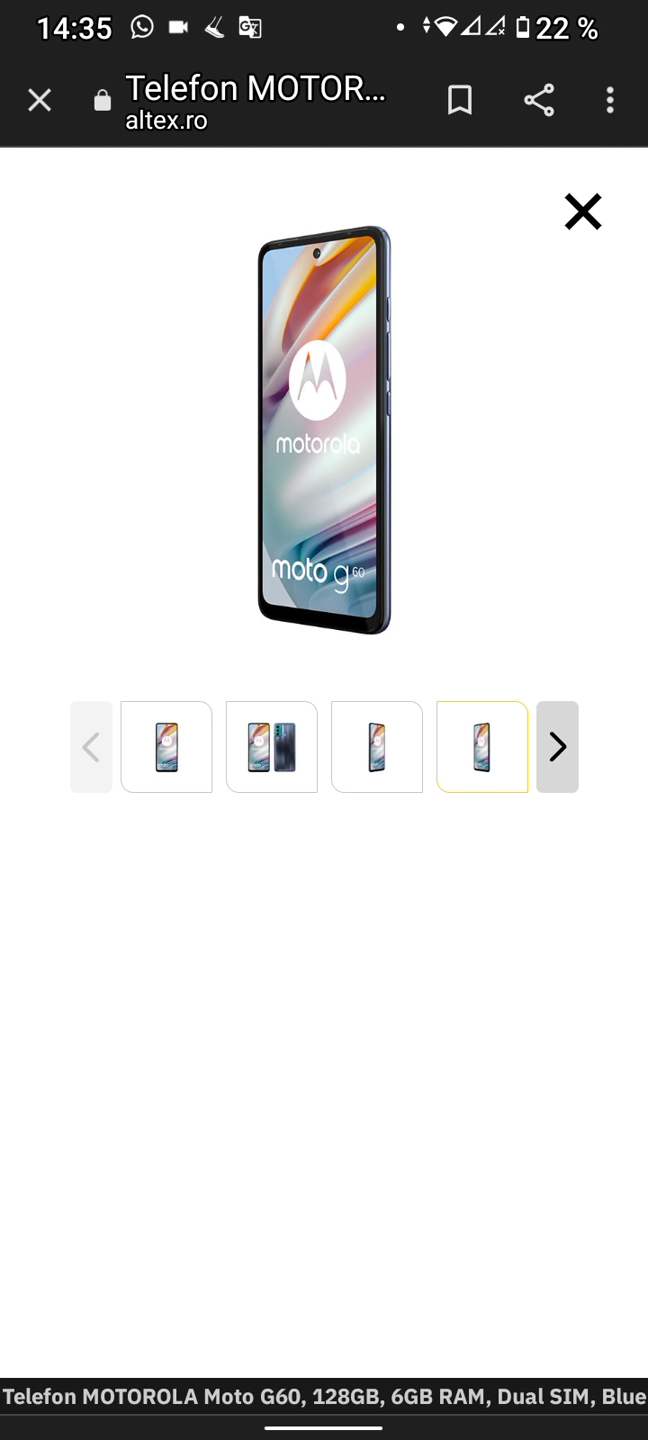 14:35 22 %
Telefon MOTOR...
altex.ro
motorola
moto g60
Telefon MOTOROLA Moto G60, 128GB, 6GB RAM, Dual SIM, Blue